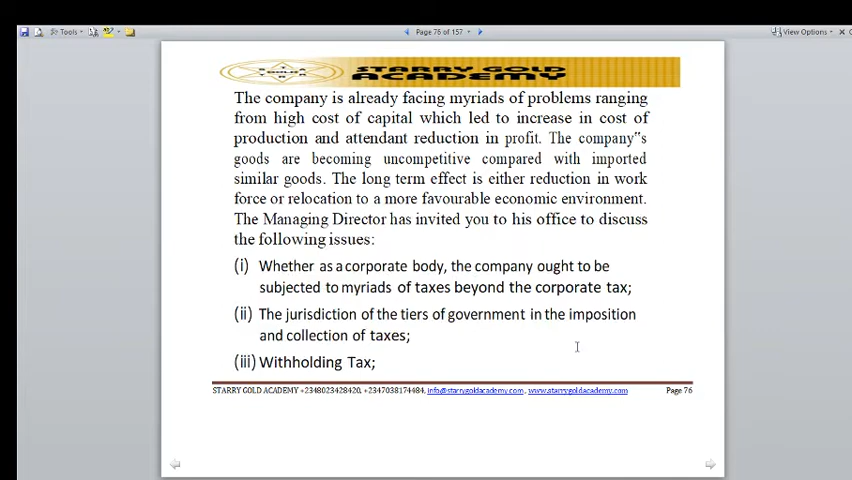 Tools
Page 76 of 157
View Options
STARRY GOLD
ACADEMY
The company is already facing myriads of problems ranging
from high cost of capital which led to increase in cost of
production and attendant reduction in profit. The company"s
goods are becoming uncompetitive compared with imported
similar goods. The long term effect is either reduction in work
force or relocation to a more favourable economic environment.
The Managing Director has invited you to his office to discuss
the following issues:
(i) Whether as a corporate body, the company ought to be
subjected to myriads of taxes beyond the corporate tax;
(ii) The jurisdiction of the tiers of government in the imposition
and collection of taxes;
(iii) Withholding Tax;
STARRY GOLD ACADEMY +2348023428420, +2347038174484, info@starrygoldacademy.com, www.starrygoldacademy.com Page 76